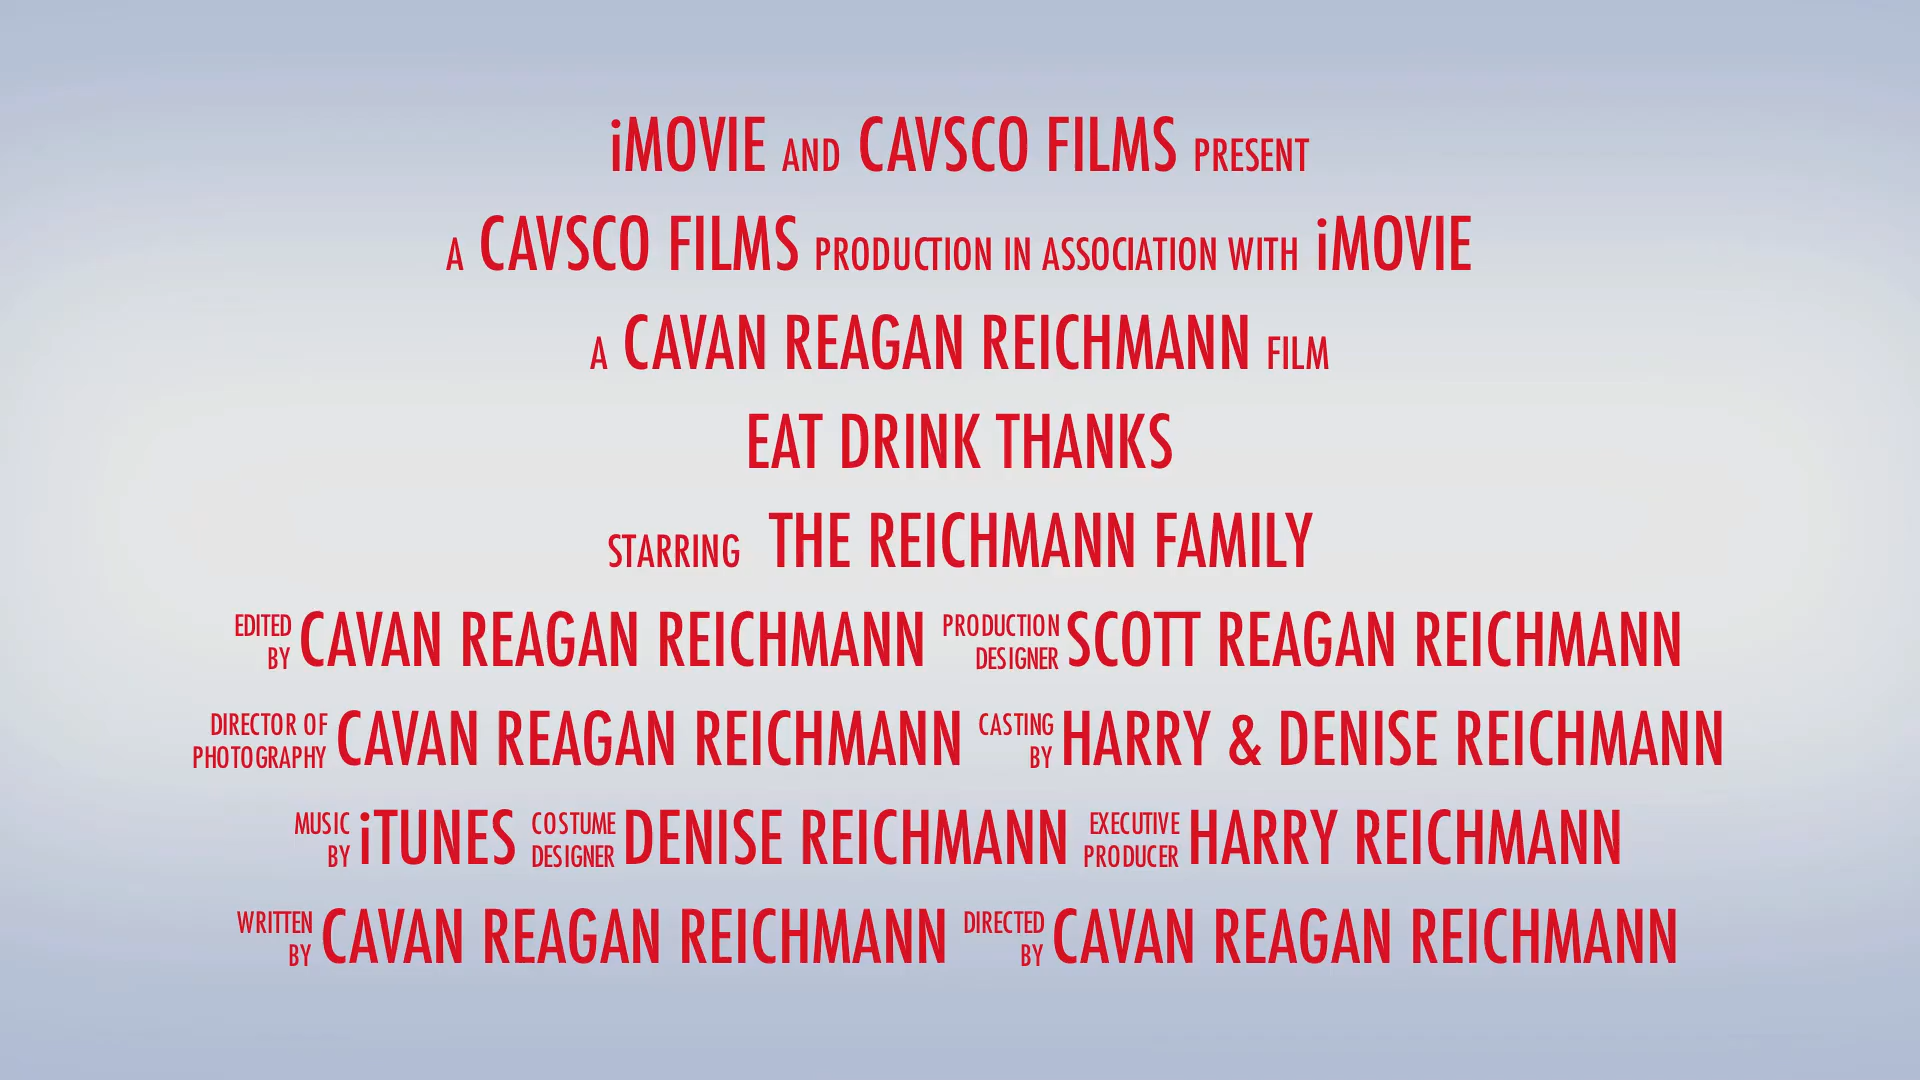 iMOVIE AND CAVSCO FILMS PRESENT
A CAVSCO FILMS PRODUCTION IN ASSOCIATION WITH iMOVIE
A CAVAN REAGAN REICHMANN FILM
EAT DRINK THANKS
STARRING THE REICHMANN FAMILY
EDITED BY CAVAN REAGAN REICHMANN PRODUCTION DESIGNER SCOTT REAGAN REICHMANN
DIRECTOR OF PHOTOGRAPHY CAVAN REAGAN REICHMANN CASTING BY HARRY & DENISE REICHMANN
MUSIC BY iTUNES COSTUME DESIGNER DENISE REICHMANN EXECUTIVE PRODUCER HARRY REICHMANN
WRITTEN BY CAVAN REAGAN REICHMANN DIRECTED BY CAVAN REAGAN REICHMANN